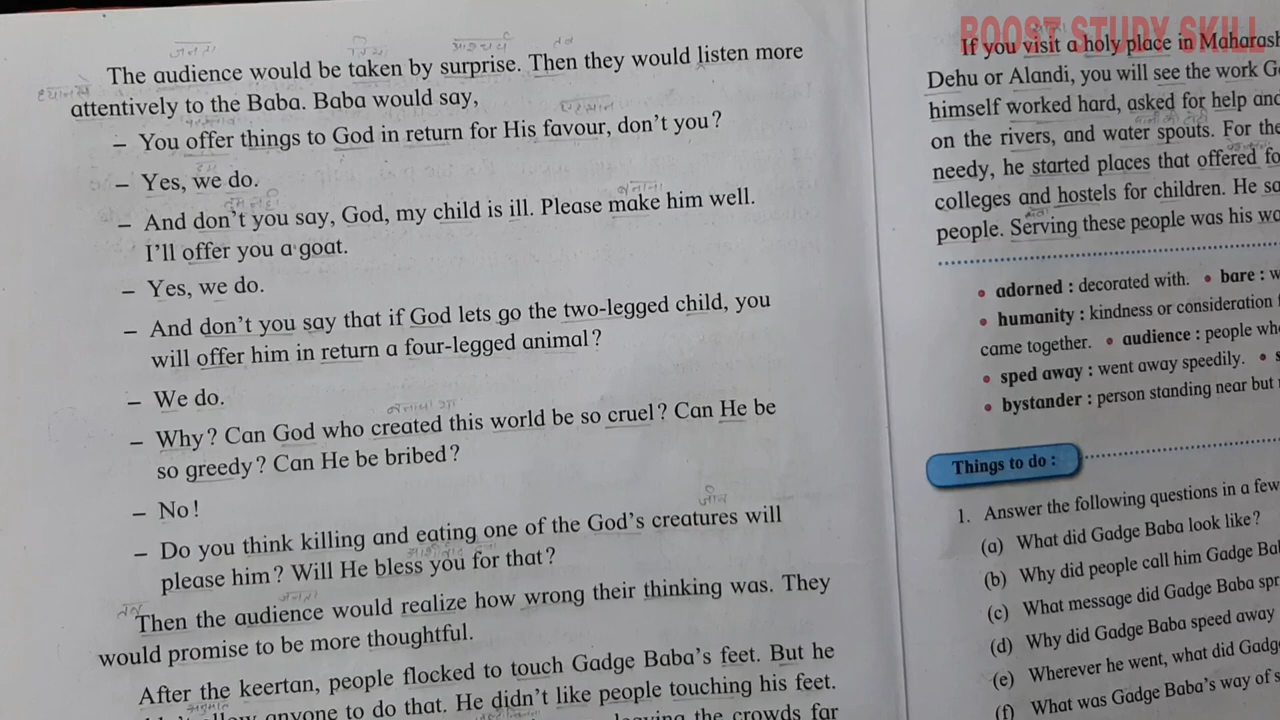 BOOST STUDY SKILL
जनता
The audience would be taken by surprise. Then they would listen more
attentively to the Baba. Baba would say,
– You offer things to God in return for His favour, don't you?
– Yes, we do.
– And don't you say, God, my child is ill. Please make him well.
I'll offer you a goat.
– Yes, we do.
– And don't you say that if God lets go the two-legged child, you
will offer him in return a four-legged animal?
– We do.
– Why? Can God who created this world be so cruel? Can He be
so greedy? Can He be bribed?
– No!
– Do you think killing and eating one of the God's creatures will
please him? Will He bless you for that?
Then the audience would realize how wrong their thinking was. They
would promise to be more thoughtful.
After the keertan, people flocked to touch Gadge Baba's feet. But he
anyone to do that. He didn't like people touching his feet.
the crowds far
If you visit a holy place in
Dehu or Alandi, you will see the work
himself worked hard, asked for help
on the rivers, and water spouts. For
needy, he started places that offered
colleges and hostels for children. He
people. Serving these people was his
• adorned : decorated with. • bare :
• humanity : kindness or consideration
came together. • audience : people
• sped away : went away speedily. •
• bystander : person standing near but
Things to do :
1. Answer the following questions in a few
(a) What did Gadge Baba look like?
(b) Why did people call him Gadge
(c) What message did Gadge Baba
(d) Why did Gadge Baba speed away
(e) Wherever he went, what did
(f) What was Gadge Baba's way of